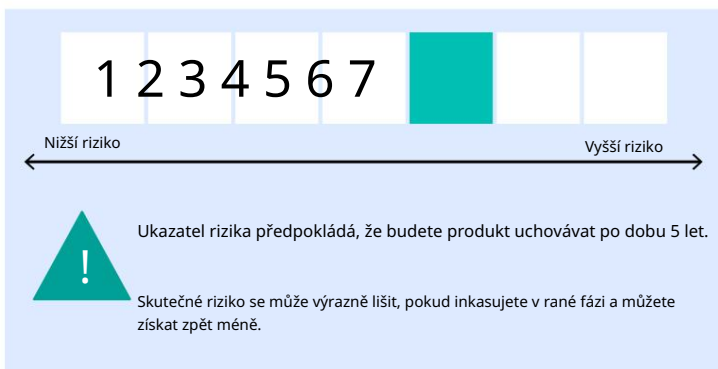 1 2 3 4 5 6 7
Nižší riziko
Vyšší riziko
Ukazatel rizika předpokládá, že budete produkt uchovávat po dobu 5 let.
!
Skutečné riziko se může výrazně lišit, pokud inkasujete v rané fázi a můžete
získat zpět méně.